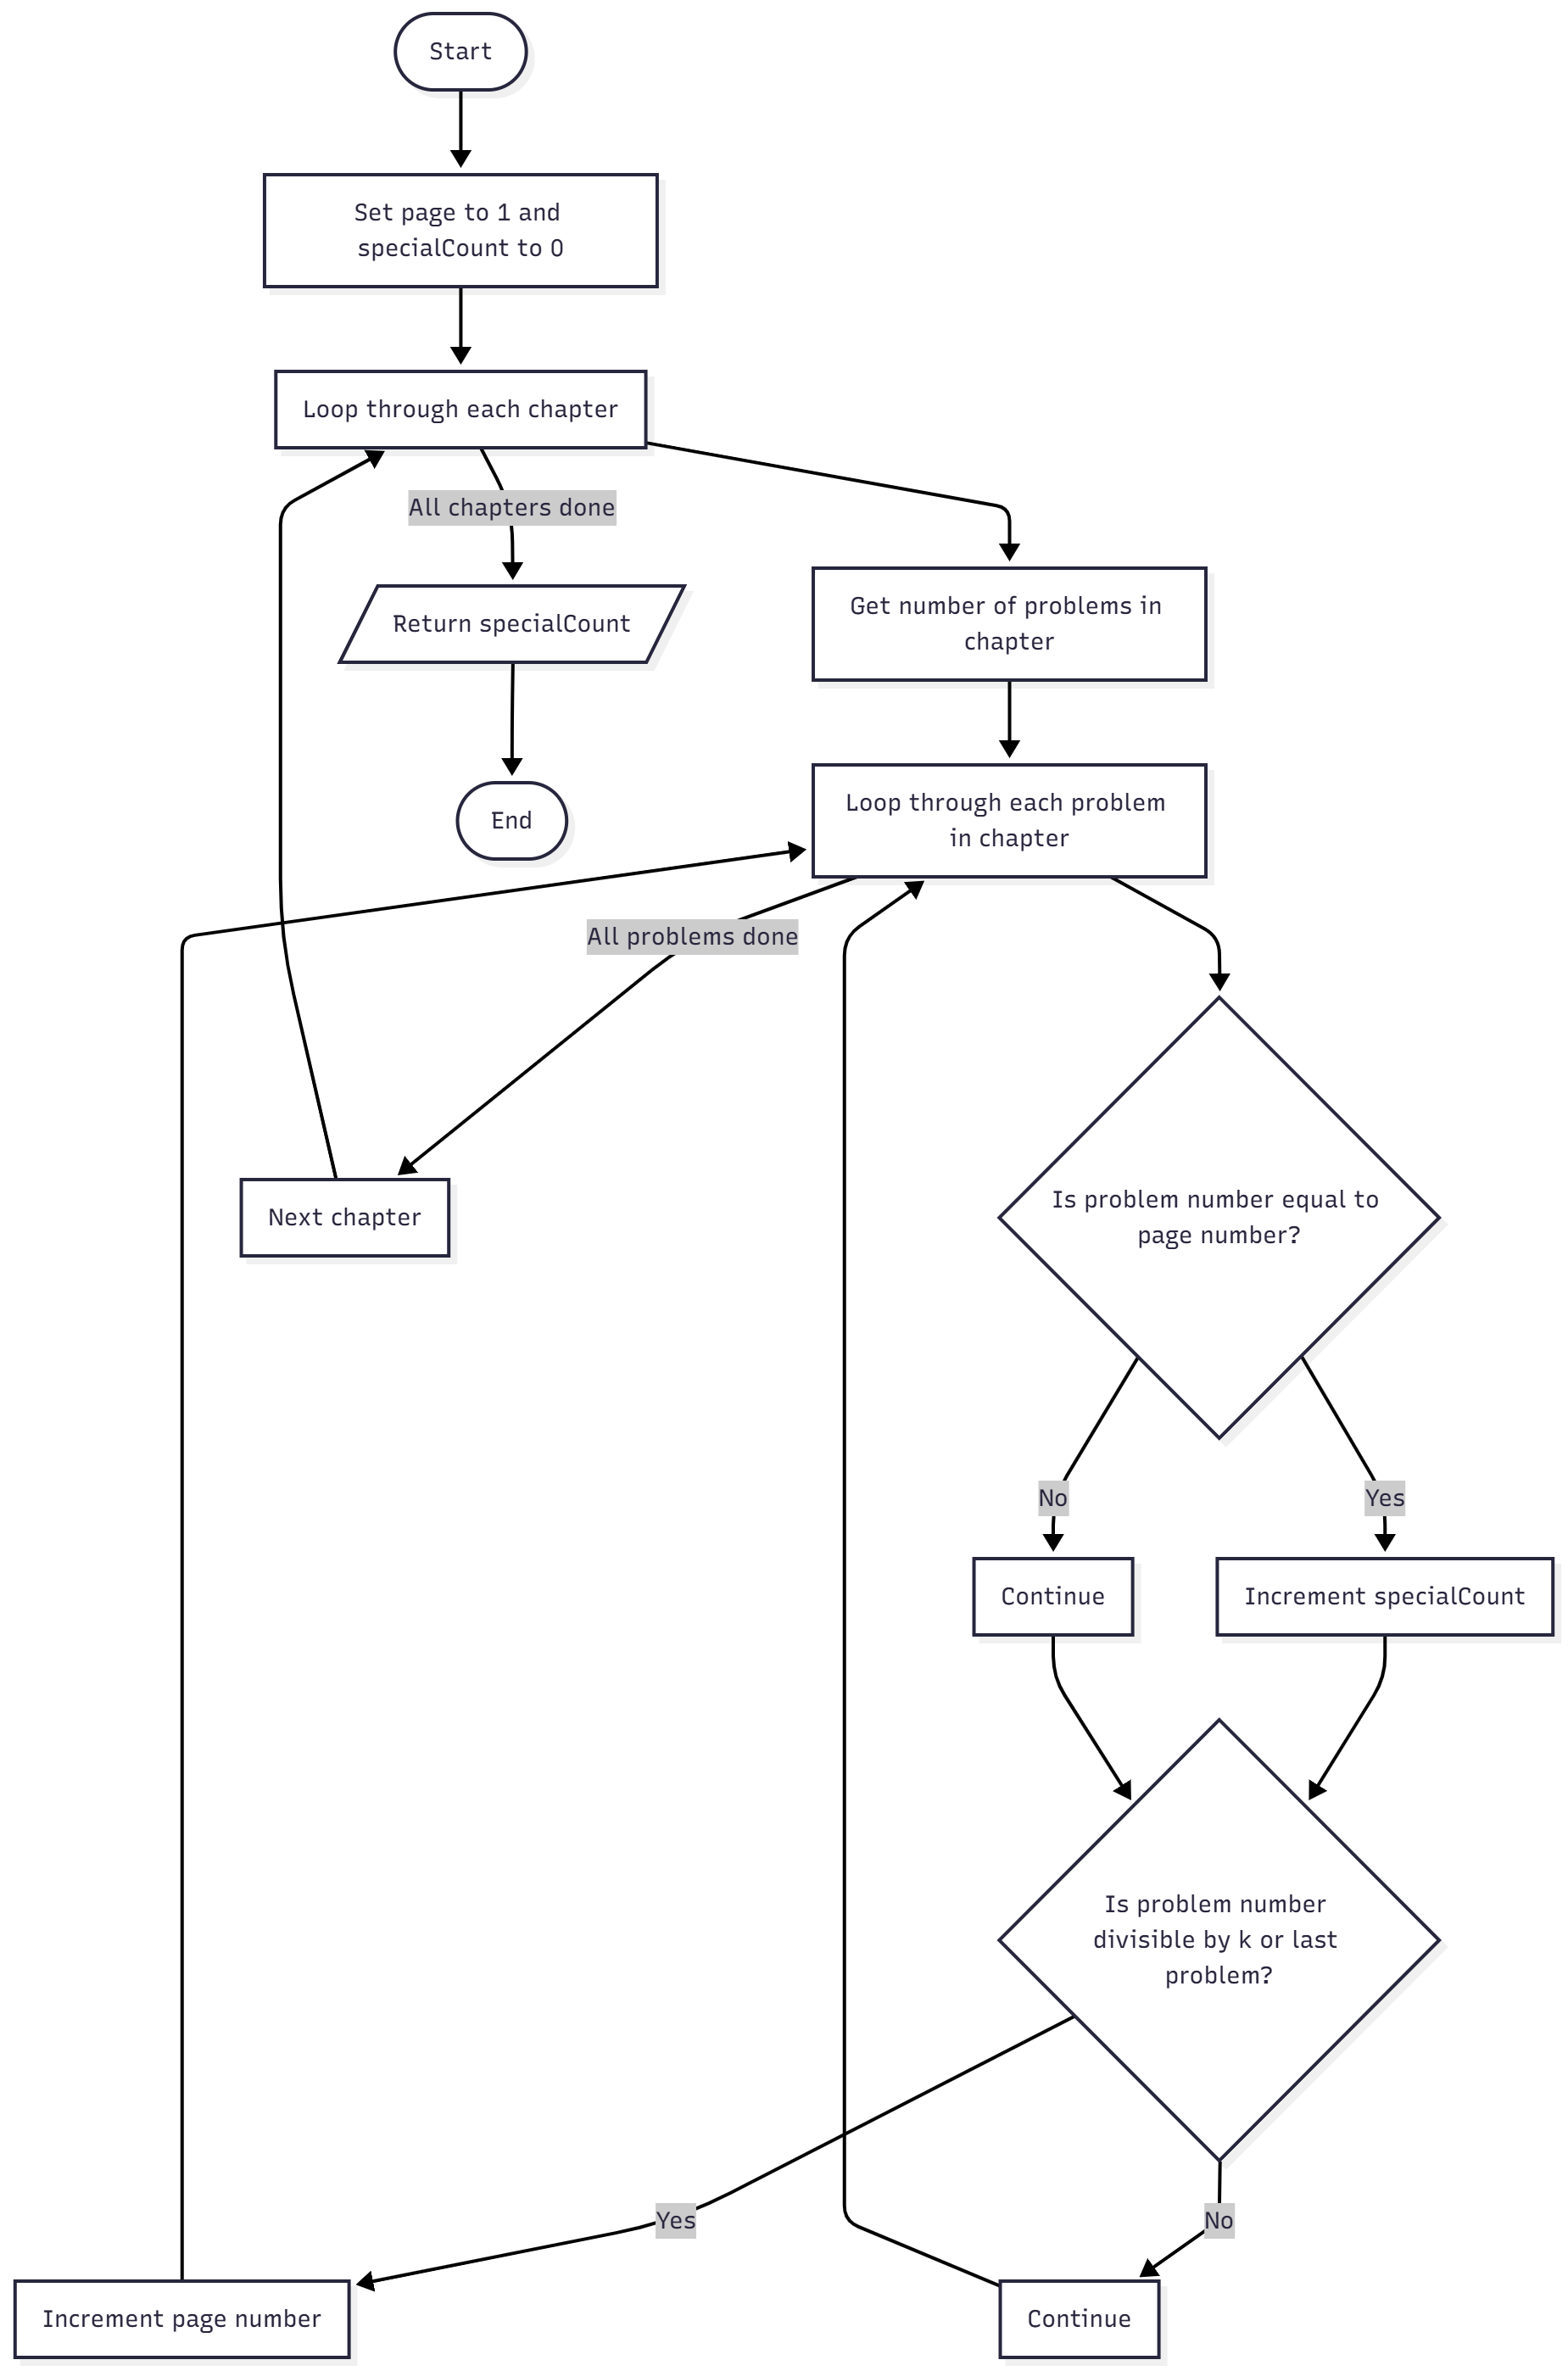 Start
Set page to 1 and
specialCount to 0
Loop through each chapter
All chapters done
Return specialCount
End
Get number of problems in
chapter
Loop through each problem
in chapter
All problems done
Next chapter
Is problem number equal to
page number?
No
Yes
Continue
Increment specialCount
Is problem number
divisible by k or last
problem?
Yes
No
Increment page number
Continue